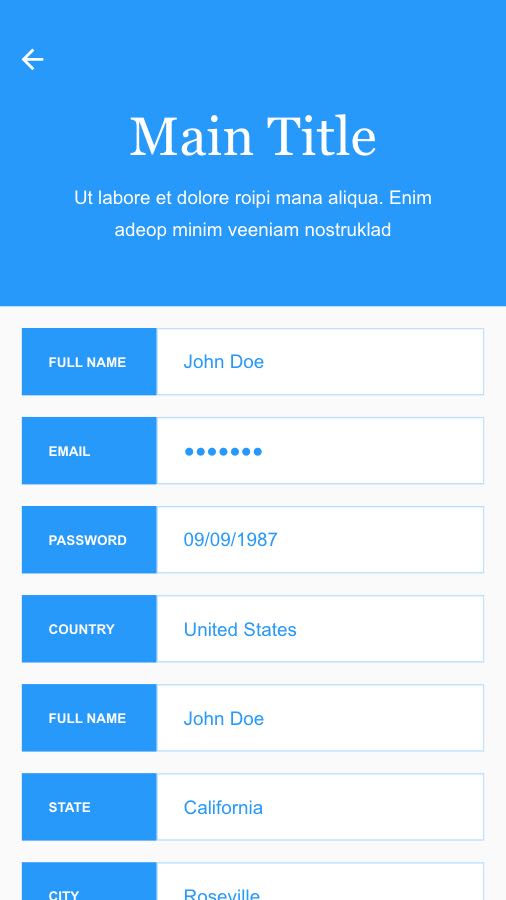 Main Title
Ut labore et dolore roipi mana aliqua. Enim
adeop minim veeniam nostruklad
FULL NAME John Doe
EMAIL ●●●●●●●
PASSWORD 09/09/1987
COUNTRY United States
FULL NAME John Doe
STATE California
CITY Roseville